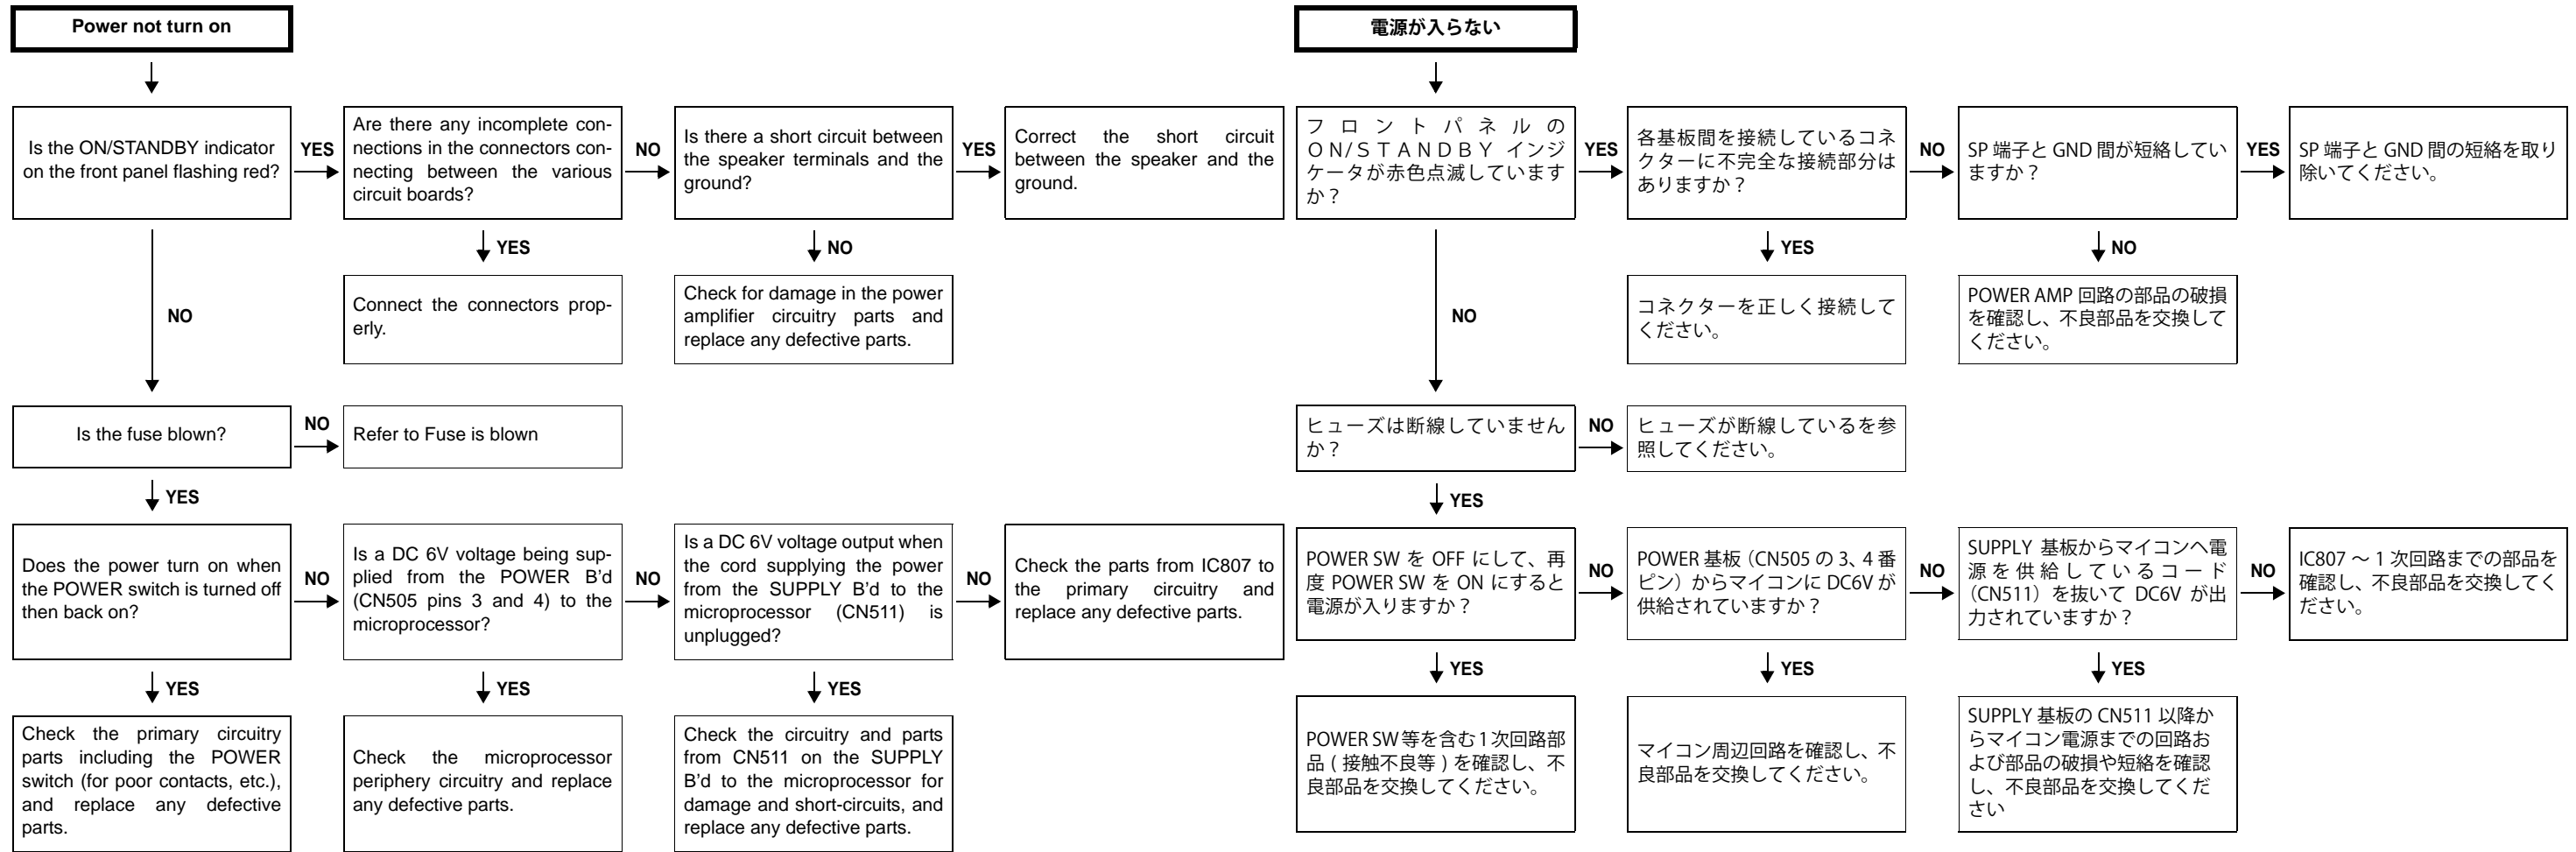 Power not turn on
Is the ON/STANDBY indicator
on the front panel flashing red?
YES
Are there any incomplete con-
nections in the connectors con-
necting between the various
circuit boards?
NO
Is there a short circuit between
the speaker terminals and the
ground?
YES
Correct the short circuit
between the speaker and the
ground.
YES
NO
NO
Connect the connectors prop-
erly.
Check for damage in the power
amplifier circuitry parts and
replace any defective parts.
Is the fuse blown?
NO
Refer to Fuse is blown
YES
Does the power turn on when
the POWER switch is turned off
then back on?
NO
Is a DC 6V voltage being sup-
plied from the POWER B'd
(CN505 pins 3 and 4) to the
microprocessor?
NO
Is a DC 6V voltage output when
the cord supplying the power
from the SUPPLY B'd to the
microprocessor (CN511) is
unplugged?
NO
Check the parts from IC807 to
the primary circuitry and
replace any defective parts.
YES
YES
YES
Check the primary circuitry
parts including the POWER
switch (for poor contacts, etc.),
and replace any defective
parts.
Check the microprocessor
periphery circuitry and replace
any defective parts.
Check the circuitry and parts
from CN511 on the SUPPLY
B'd to the microprocessor for
damage and short-circuits, and
replace any defective parts.
電源が入らない
フロントパネルの
ON/STANDBY インジ
ケータが赤色点滅しています
か？
YES
各基板間を接続しているコネ
クターに不完全な接続部分は
ありますか？
NO
SP 端子と GND 間が短絡してい
ますか？
YES
SP 端子と GND 間の短絡を取り
除いてください。
YES
NO
NO
コネクターを正しく接続して
ください。
POWER AMP 回路の部品の破損
を確認し、不良部品を交換して
ください。
ヒューズは断線していません
か？
NO
ヒューズが断線しているを参
照してください。
YES
POWER SW を OFF にして、再
度 POWER SW を ON にすると
電源が入りますか？
NO
POWER 基板（CN505 の 3、4 番
ピン）からマイコンに DC6V が
供給されていますか？
NO
SUPPLY 基板からマイコンへ電
源を供給しているコード
（CN511）を抜いて DC6V が出
力されていますか？
NO
IC807 ～ 1 次回路までの部品を
確認し、不良部品を交換してく
ださい。
YES
YES
YES
POWER SW 等を含む 1 次回路部
品 ( 接触不良等 ) を確認し、不
良部品を交換してください。
マイコン周辺回路を確認し、不
良部品を交換してください。
SUPPLY 基板の CN511 以降か
らマイコン電源までの回路お
よび部品の破損や短絡を確認
し、不良部品を交換してくだ
さい